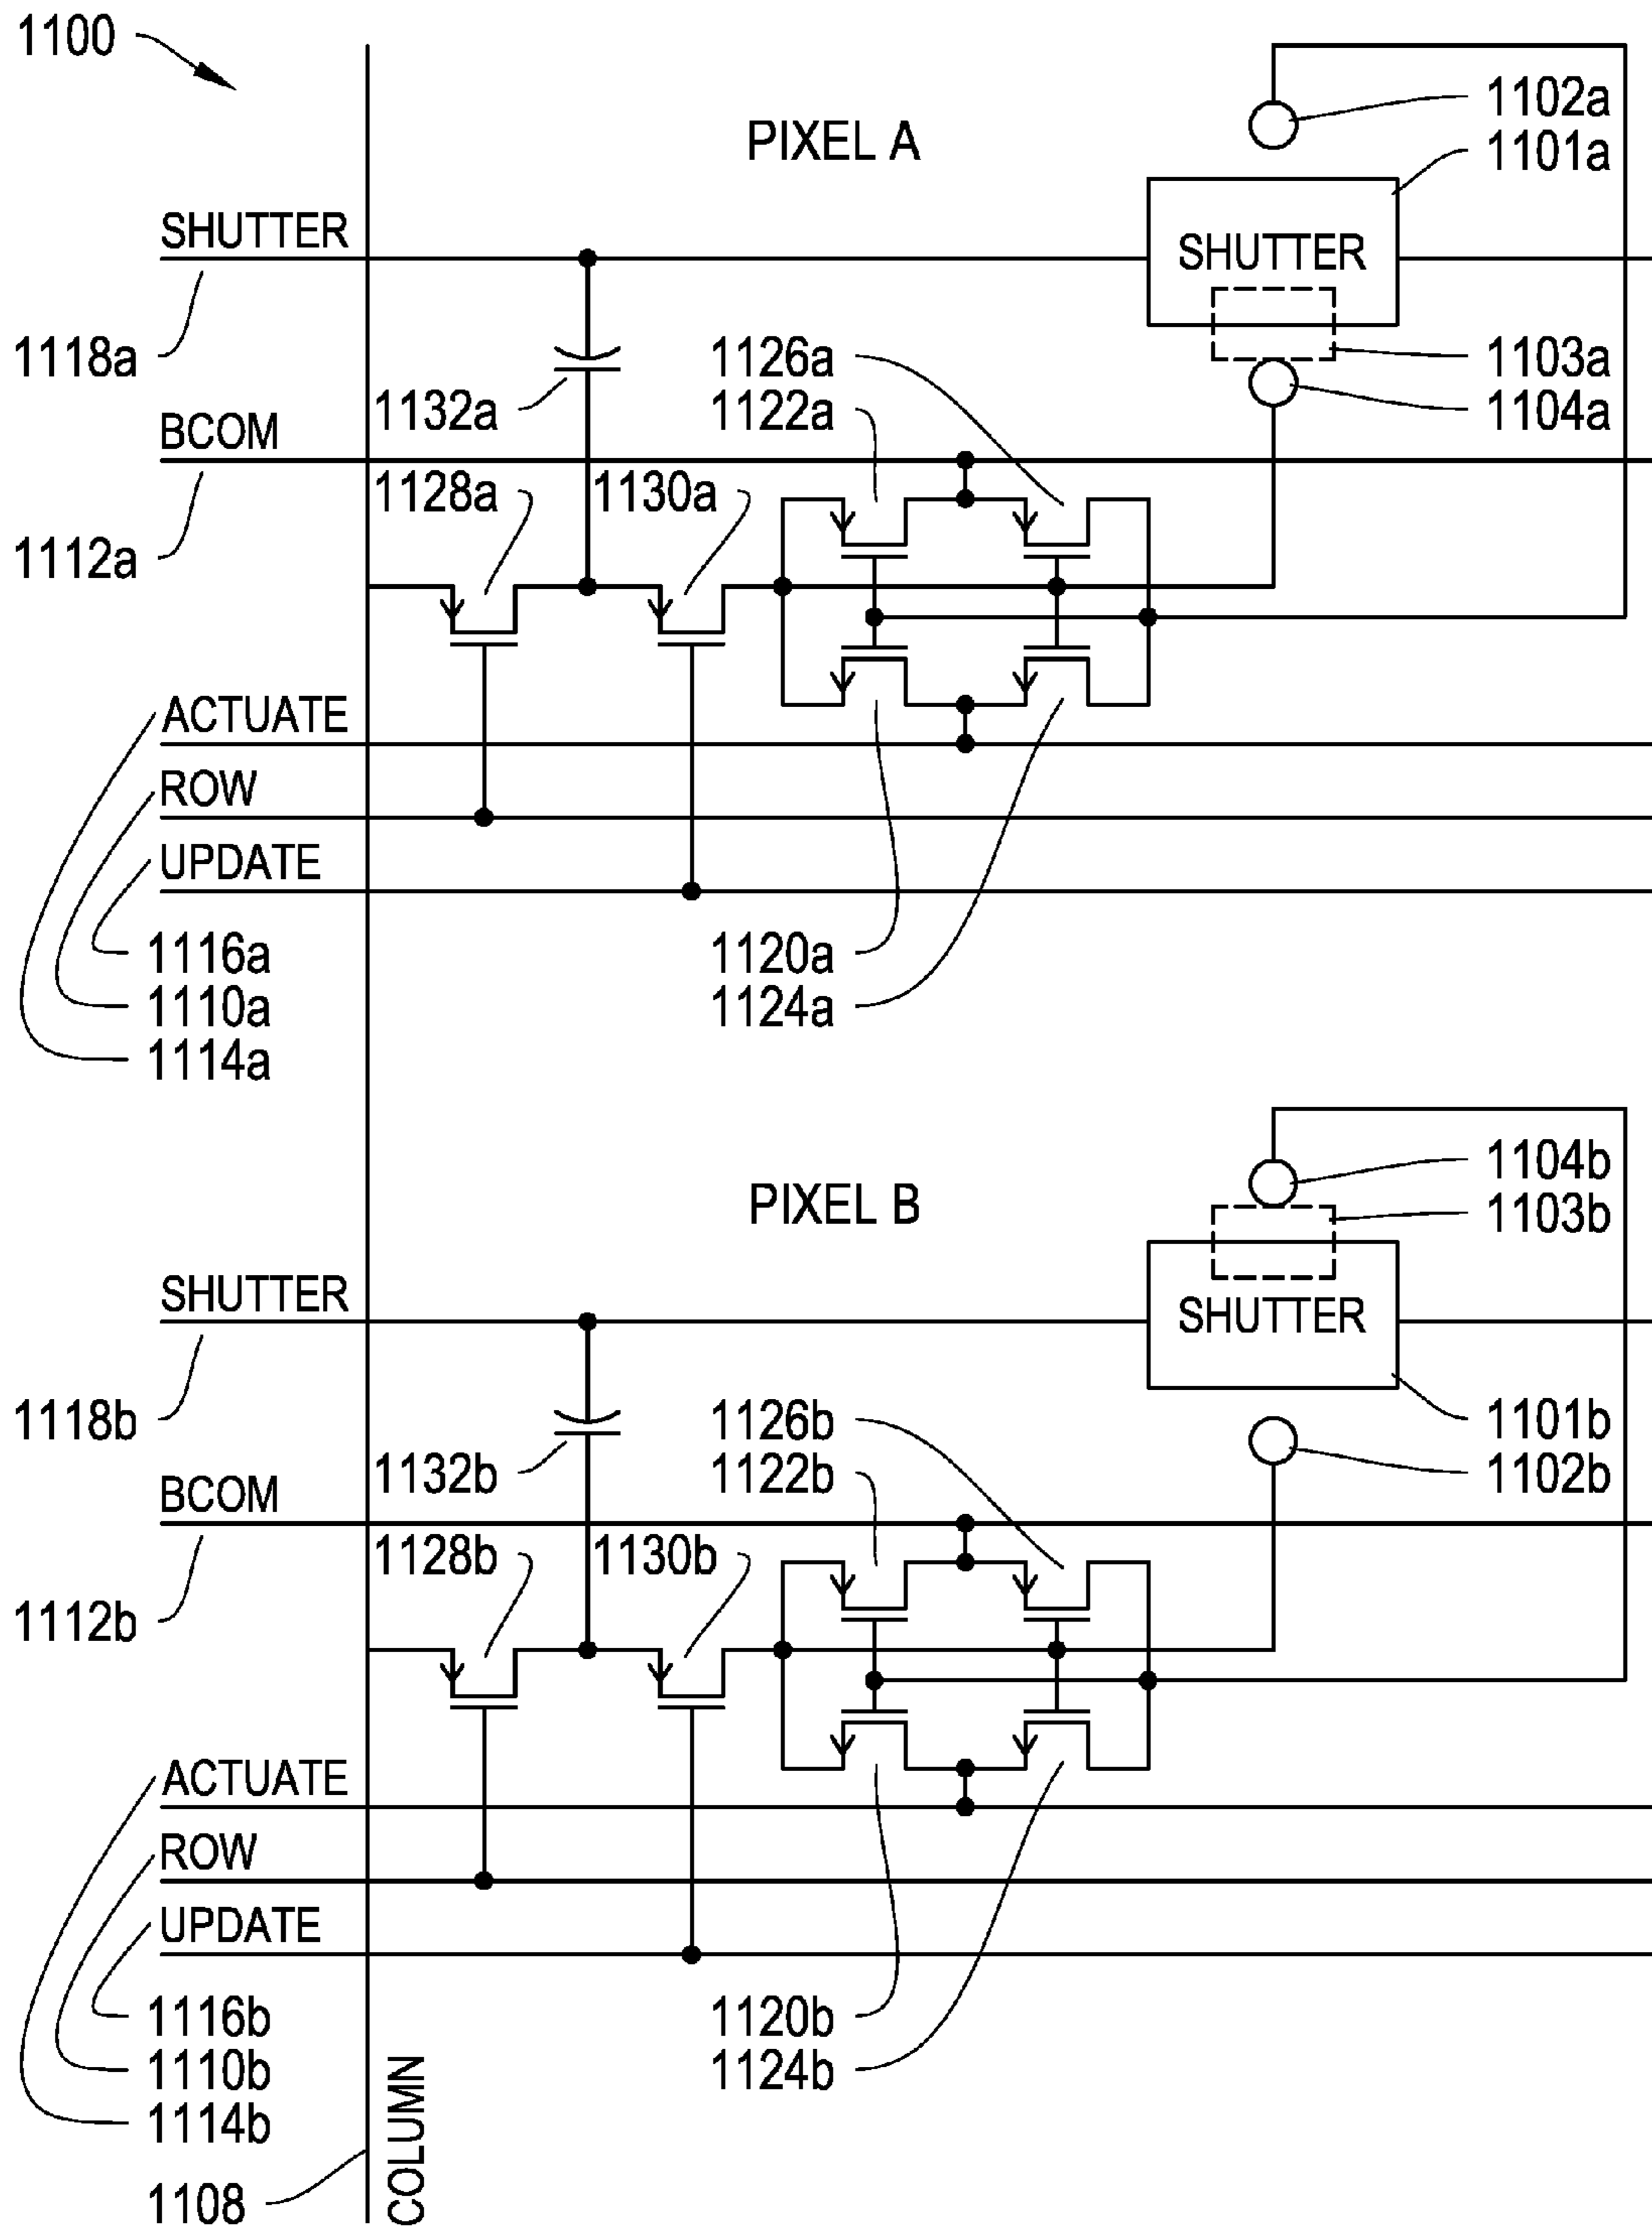 1100
1102a
PIXEL A
1101a
SHUTTER
SHUTTER
1118a
1126a
1103a
1132a
1122a
1104a
BCOM
1128a
1130a
1112a
ACTUATE
ROW
UPDATE
1116a
1120a
1110a
1124a
1114a
1104b
PIXEL B
1103b
SHUTTER
SHUTTER
1118b
1126b
1101b
1132b
1122b
1102b
BCOM
1128b
1130b
1112b
ACTUATE
ROW
UPDATE
1116b
1120b
1110b
1124b
1114b
COLUMN
1108